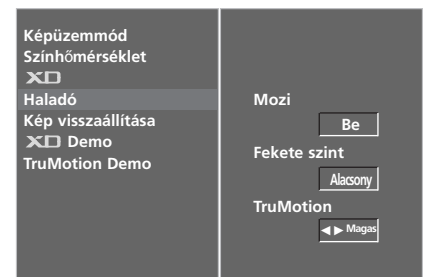 Képüzemmód
Színhőmérséklet
XD
Haladó
Kép visszaállítása
XD Demo
TruMotion Demo
Mozi
Be
Fekete szint
Alacsony
TruMotion
◄ ► Magas